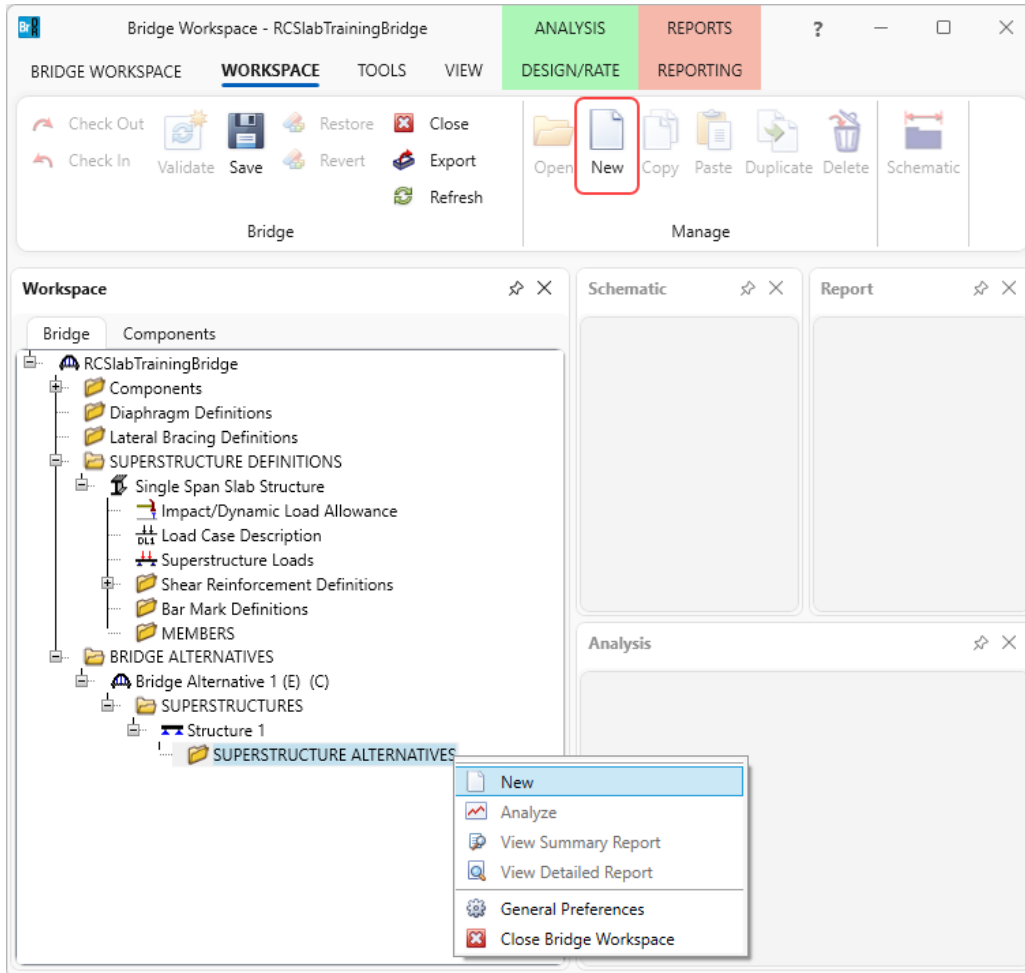 BrDR Bridge Workspace - RCSlabTrainingBridge ANALYSIS REPORTS ?
BRIDGE WORKSPACE WORKSPACE TOOLS VIEW DESIGN/RATE REPORTING
Check Out
Check In
Validate
Save
Restore
Revert
Close
Export
Refresh
Bridge
Open
New
Copy
Paste
Duplicate
Delete
Schematic
Manage
Workspace
Bridge Components
RCSlabTrainingBridge
Components
Diaphragm Definitions
Lateral Bracing Definitions
SUPERSTRUCTURE DEFINITIONS
Single Span Slab Structure
Impact/Dynamic Load Allowance
DL1 Load Case Description
Superstructure Loads
Shear Reinforcement Definitions
Bar Mark Definitions
MEMBERS
BRIDGE ALTERNATIVES
Bridge Alternative 1 (E) (C)
SUPERSTRUCTURES
Structure 1
SUPERSTRUCTURE ALTERNATIVES
New
Analyze
View Summary Report
View Detailed Report
General Preferences
Close Bridge Workspace
Schematic
Report
Analysis